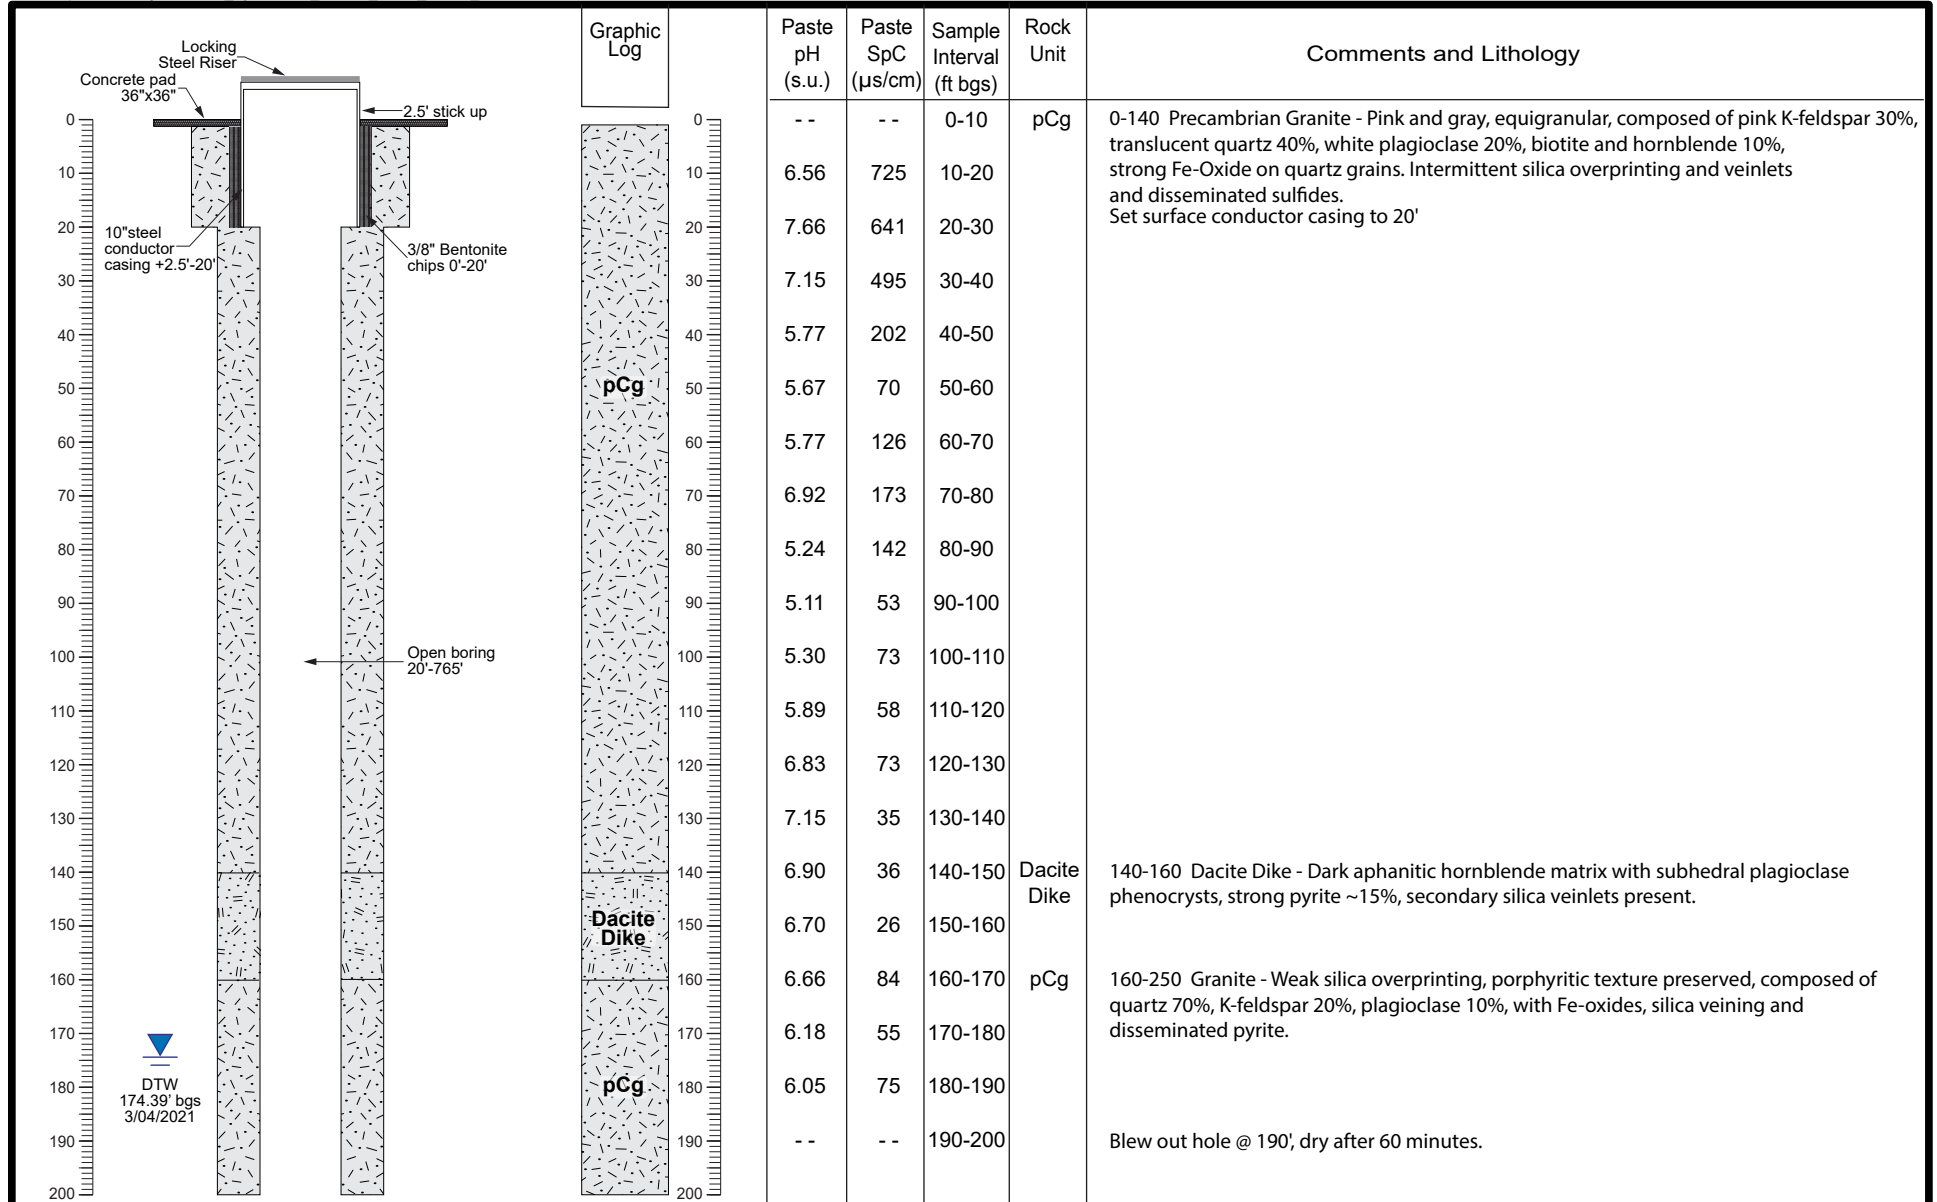 Locking
Steel Riser
Concrete pad
36"x36"
2.5' stick up
10"steel
conductor
casing +2.5'-20'
3/8" Bentonite
chips 0'-20'
Open boring
20'-765'
DTW
174.39' bgs
3/04/2021
0
10
20
30
40
50
60
70
80
90
100
110
120
130
140
150
160
170
180
190
200
Graphic
Log
pCg
Dacite
Dike
pCg
0
10
20
30
40
50
60
70
80
90
100
110
120
130
140
150
160
170
180
190
200
Paste
pH
(s.u.)
Paste
SpC
(µs/cm)
Sample
Interval
(ft bgs)
Rock
Unit
Comments and Lithology
- - - - 0-10 pCg
6.56 725 10-20
7.66 641 20-30
7.15 495 30-40
5.77 202 40-50
5.67 70 50-60
5.77 126 60-70
6.92 173 70-80
5.24 142 80-90
5.11 53 90-100
5.30 73 100-110
5.89 58 110-120
6.83 73 120-130
7.15 35 130-140
6.90 36 140-150 Dacite
Dike
6.70 26 150-160
6.66 84 160-170 pCg
6.18 55 170-180
6.05 75 180-190
- - - - 190-200
0-140 Precambrian Granite - Pink and gray, equigranular, composed of pink K-feldspar 30%,
translucent quartz 40%, white plagioclase 20%, biotite and hornblende 10%,
strong Fe-Oxide on quartz grains. Intermittent silica overprinting and veinlets
and disseminated sulfides.
Set surface conductor casing to 20'
140-160 Dacite Dike - Dark aphanitic hornblende matrix with subhedral plagioclase
phenocrysts, strong pyrite ~15%, secondary silica veinlets present.
160-250 Granite - Weak silica overprinting, porphyritic texture preserved, composed of
quartz 70%, K-feldspar 20%, plagioclase 10%, with Fe-oxides, silica veining and
disseminated pyrite.
Blew out hole @ 190', dry after 60 minutes.